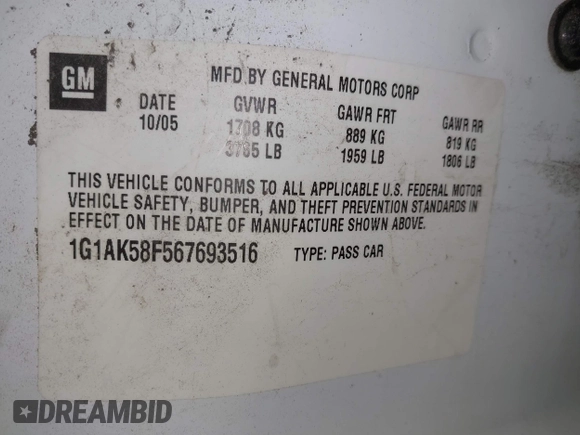 GM
MFD BY GENERAL MOTORS CORP
DATE GVWR GAWR FRT GAWR RR
10/05 1708 KG 889 KG 819 KG
3765 LB 1959 LB 1806 LB
THIS VEHICLE CONFORMS TO ALL APPLICABLE U.S. FEDERAL MOTOR
VEHICLE SAFETY, BUMPER, AND THEFT PREVENTION STANDARDS IN
EFFECT ON THE DATE OF MANUFACTURE SHOWN ABOVE.
1G1AK58F567693516 TYPE: PASS CAR
DREAMBID